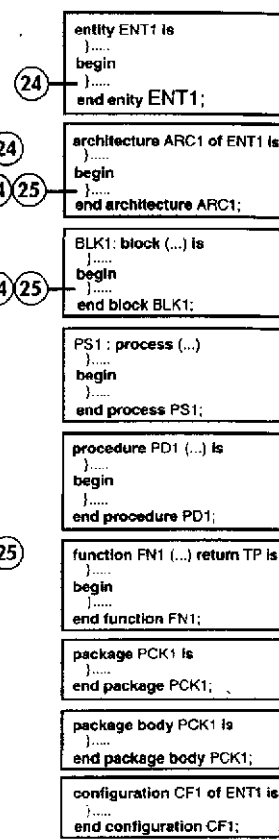 entity ENT1 is
}.....
begin
24 }.....
end enity ENT1;
24 architecture ARC1 of ENT1 is
}.....
begin
4 25 }.....
end architecture ARC1;
BLK1: block (...) is
}.....
begin
4 25 }.....
end block BLK1;
PS1 : process (...)
}.....
begin
}.....
end process PS1;
procedure PD1 (...) is
}.....
begin
}.....
end procedure PD1;
25 function FN1 (...) return TP is
}.....
begin
}.....
end function FN1;
package PCK1 is
}.....
end package PCK1;
package body PCK1 is
}.....
end package body PCK1;
configuration CF1 of ENT1 is
}.....
end configuration CF1;